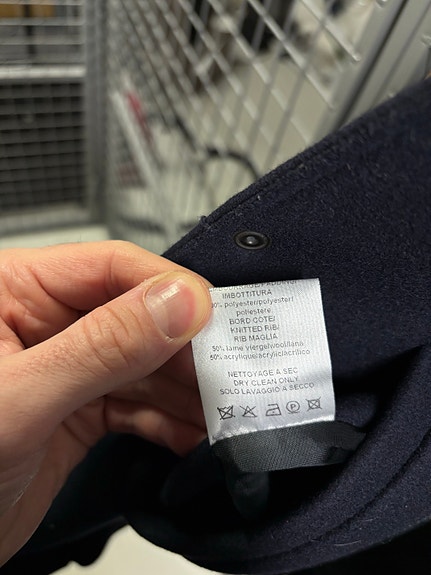 IMBOTTITURA
polyester/polyester/
poliestere
BORD COTE/
KNITTED RIB/
RIB MAGLIA
50% laine vierge/wool/lana
50% acrylique/acrylic/acrilico
NETTOYAGE A SEC
DRY CLEAN ONLY
SOLO LAVAGGIO A SECCO
P